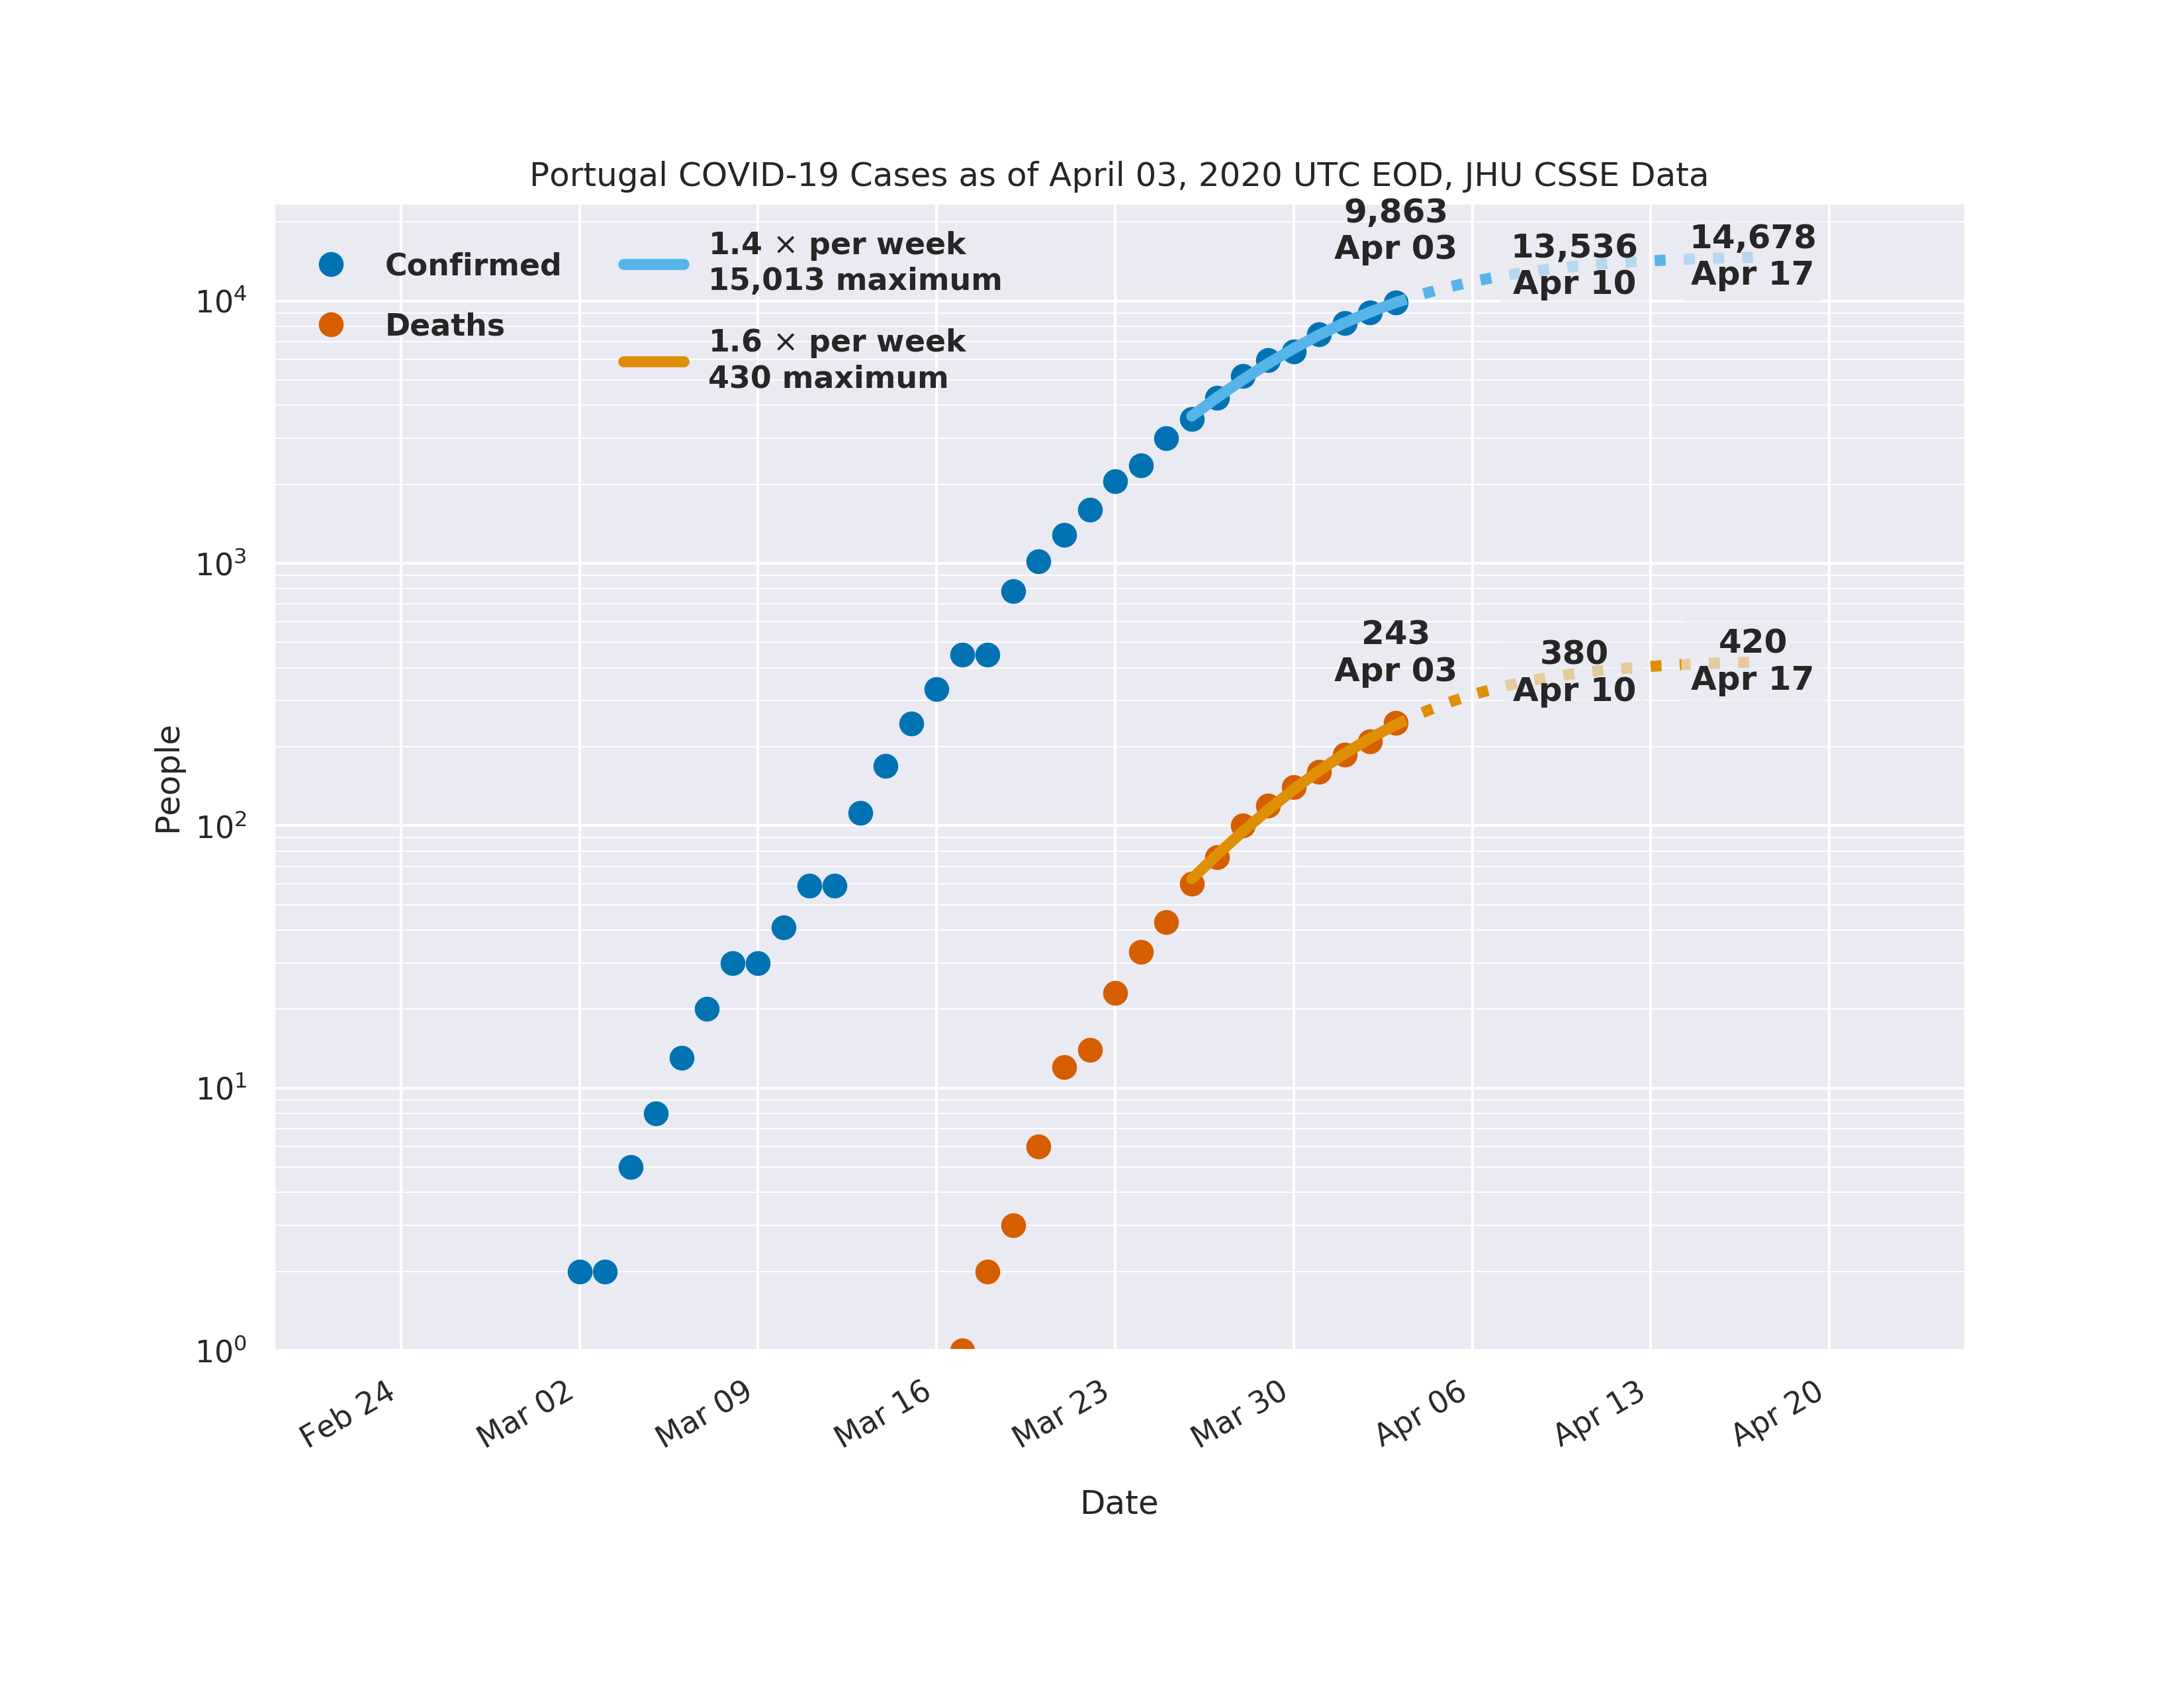 Portugal COVID-19 Cases as of April 03, 2020 UTC EOD, JHU CSSE Data
Confirmed
Deaths
1.4 × per week
15,013 maximum
1.6 × per week
430 maximum
9,863
Apr 03
13,536
Apr 10
14,678
Apr 17
243
Apr 03
380
Apr 10
420
Apr 17
People
10⁴
10³
10²
10¹
10⁰
Feb 24
Mar 02
Mar 09
Mar 16
Mar 23
Mar 30
Apr 06
Apr 13
Apr 20
Date